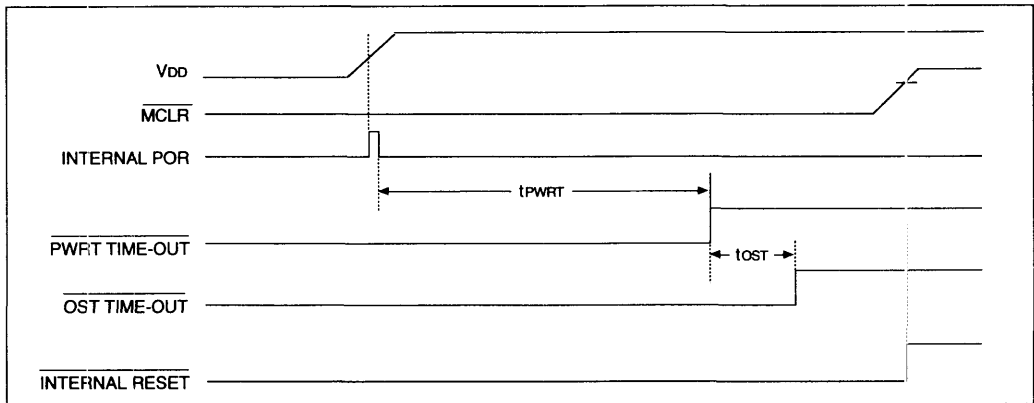 VDD
MCLR
INTERNAL POR
tPWRT
PWRT TIME-OUT
tOST
OST TIME-OUT
INTERNAL RESET